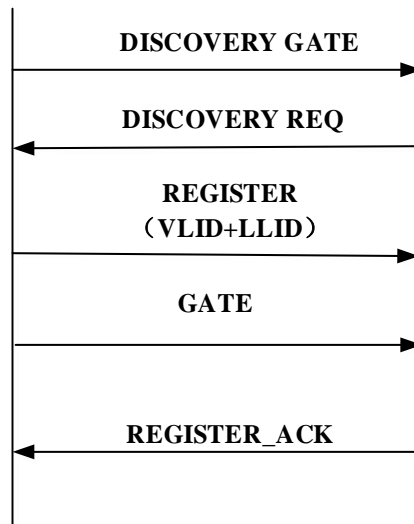 DISCOVERY GATE
DISCOVERY REQ
REGISTER
（VLID+LLID）
GATE
REGISTER_ACK